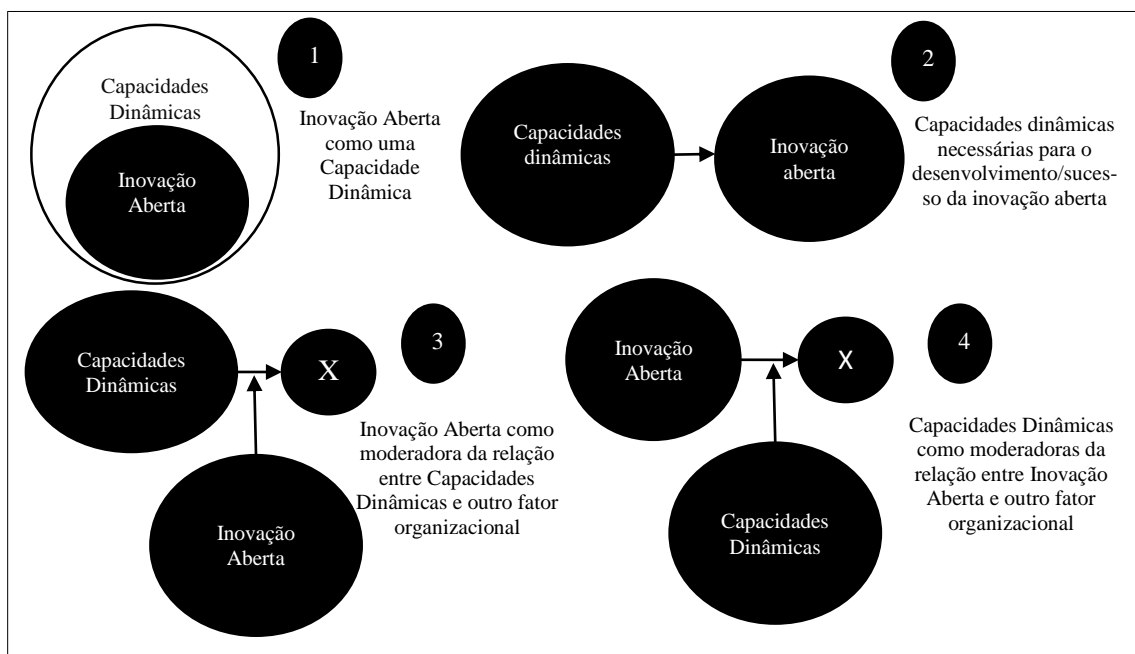 Capacidades
Dinâmicas
Inovação
Aberta
1
Inovação Aberta
como uma
Capacidade
Dinâmica
Capacidades
dinâmicas
Inovação
aberta
2
Capacidades dinâmicas
necessárias para o
desenvolvimento/suces-
so da inovação aberta
Capacidades
Dinâmicas
X
3
Inovação Aberta como
moderadora da relação
entre Capacidades
Dinâmicas e outro fator
organizacional
Inovação
Aberta
Inovação
Aberta
X
4
Capacidades Dinâmicas
como moderadoras da
relação entre Inovação
Aberta e outro fator
organizacional
Capacidades
Dinâmicas